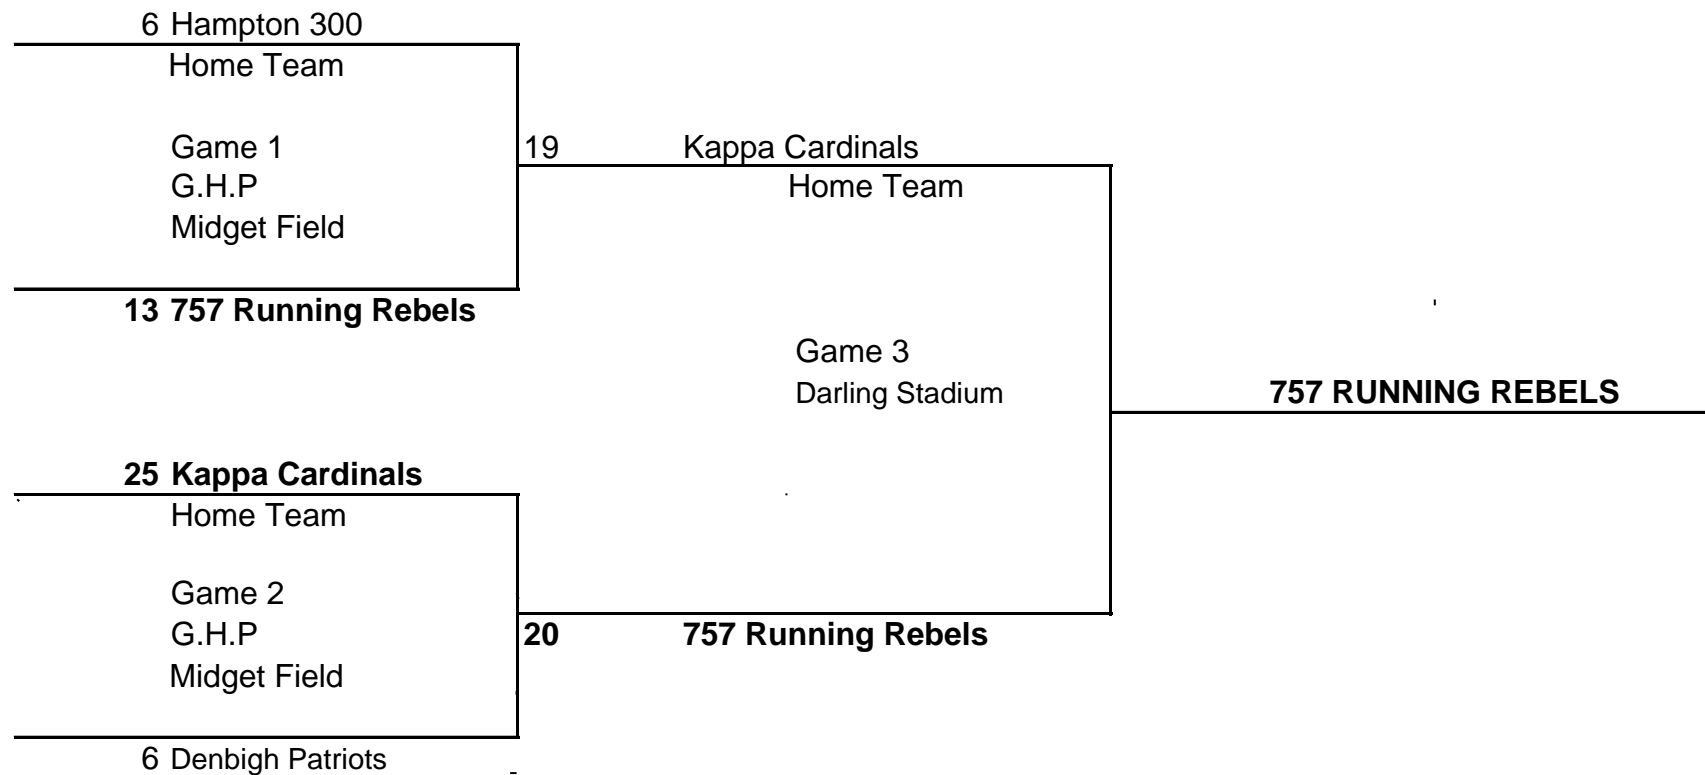 6 Hampton 300
Home Team
Game 1
G.H.P
Midget Field
13 757 Running Rebels
19 Kappa Cardinals
Home Team
Game 3
Darling Stadium
757 RUNNING REBELS
25 Kappa Cardinals
Home Team
Game 2
G.H.P
Midget Field
20 757 Running Rebels
6 Denbigh Patriots